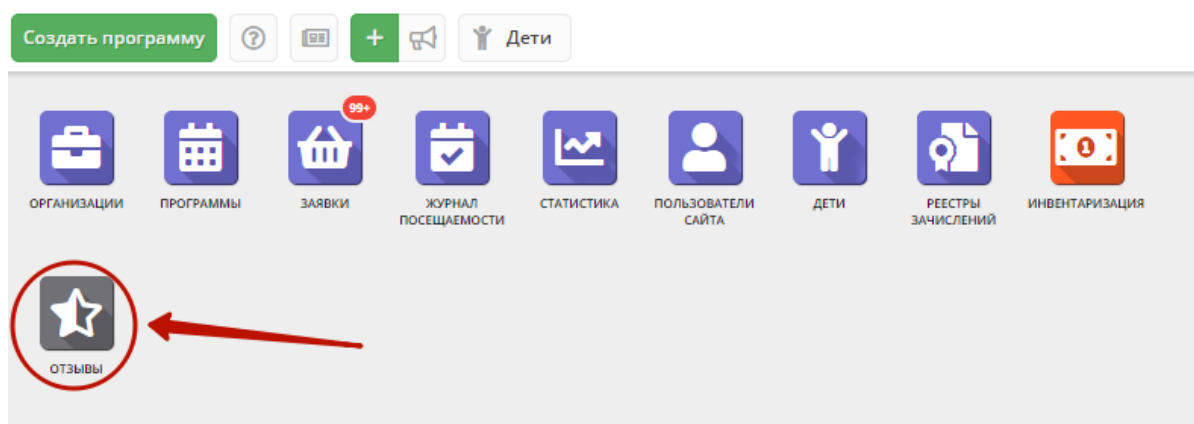 Создать программу
+
Дети
99+
ОРГАНИЗАЦИИ
ПРОГРАММЫ
ЗАЯВКИ
ЖУРНАЛ
ПОСЕЩАЕМОСТИ
СТАТИСТИКА
ПОЛЬЗОВАТЕЛИ
САЙТА
ДЕТИ
РЕЕСТРЫ
ЗАЧИСЛЕНИЙ
ИНВЕНТАРИЗАЦИЯ
ОТЗЫВЫ